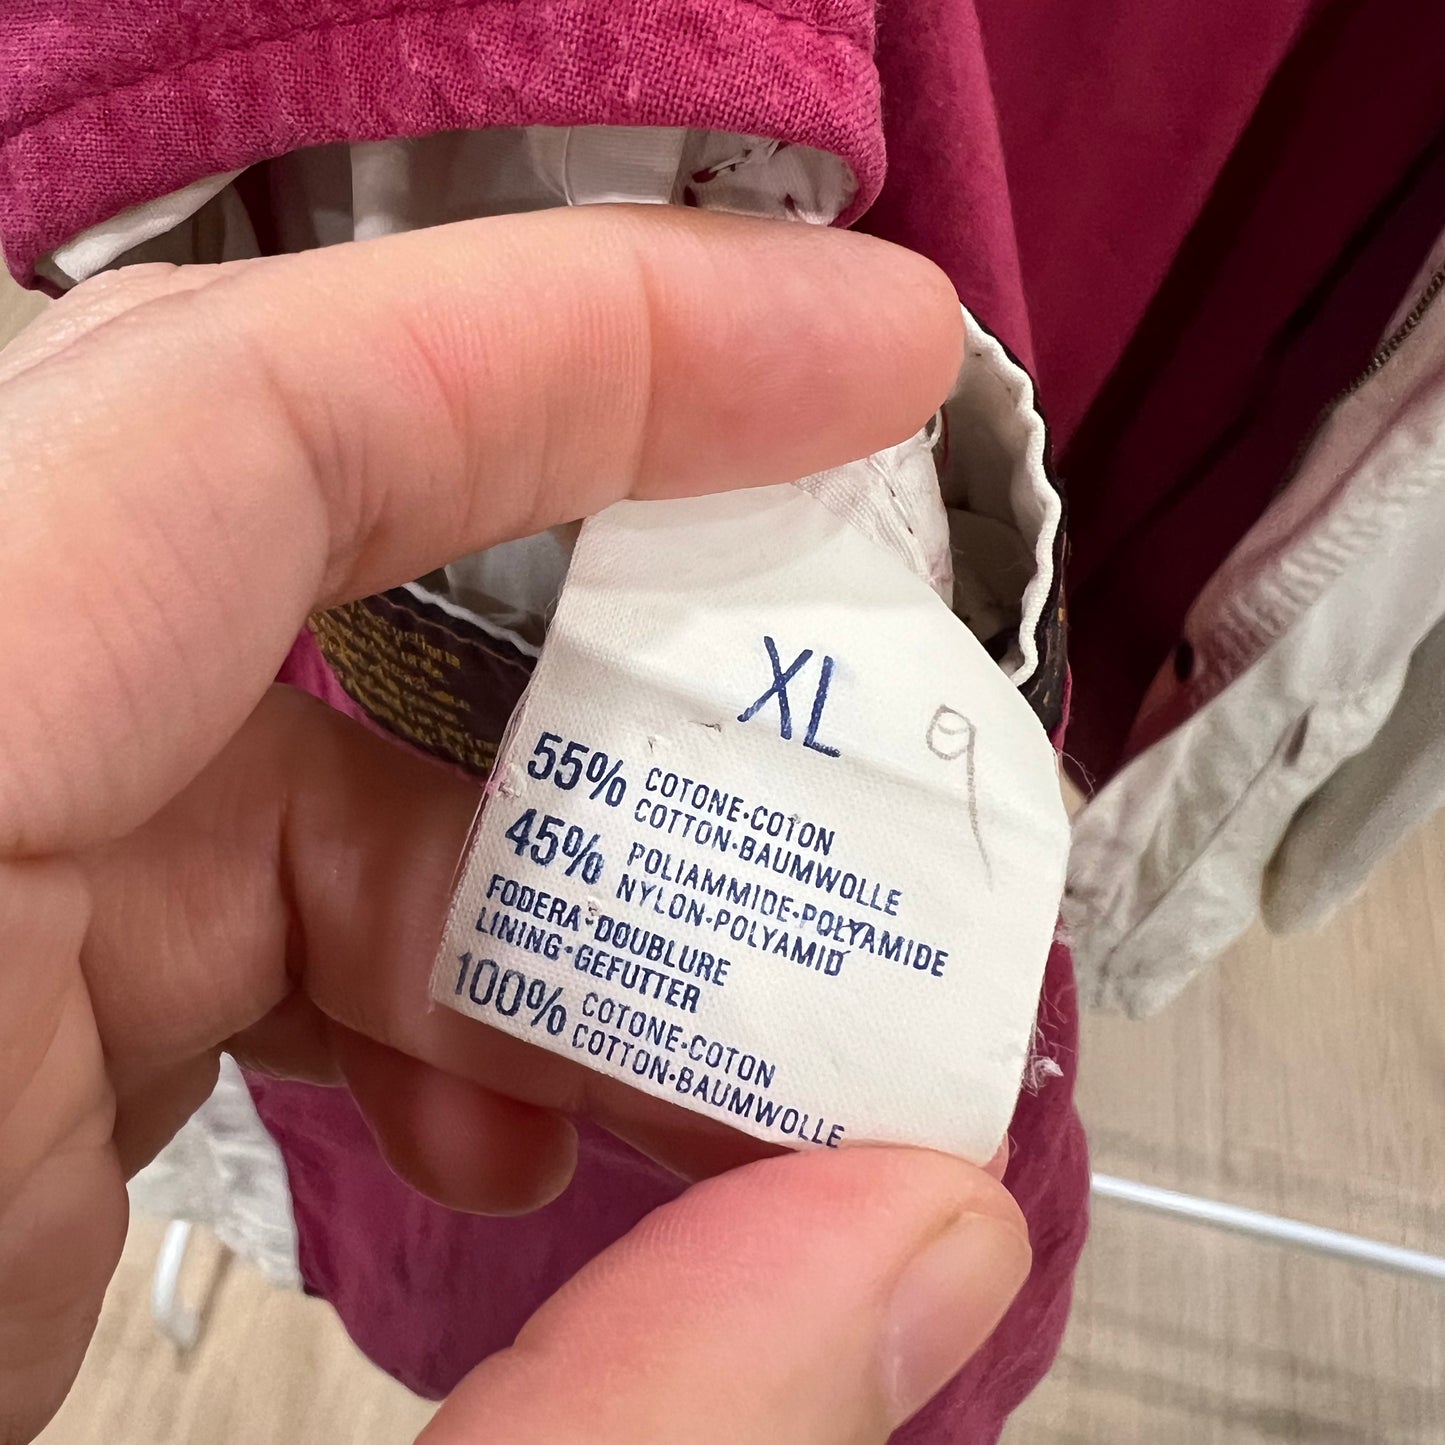 XL
9
55% COTONE·COTON
COTTON·BAUMWOLLE
45% POLIAMMIDE·POLYAMIDE
NYLON·POLYAMID
FODERA·DOUBLURE
LINING·GEFUTTER
100% COTONE·COTON
COTTON·BAUMWOLLE